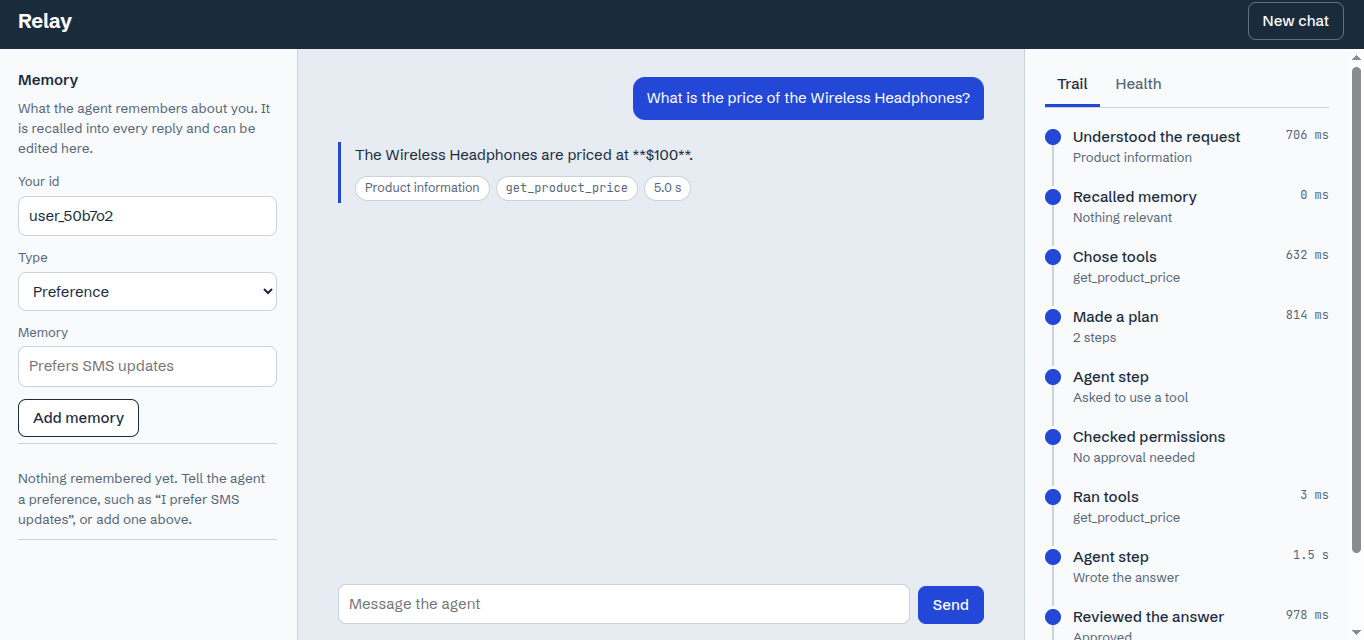 Relay
New chat
Memory
What the agent remembers about you. It
is recalled into every reply and can be
edited here.
Your id
user_50b7o2
Type
Preference
Memory
Prefers SMS updates
Add memory
Nothing remembered yet. Tell the agent
a preference, such as “I prefer SMS
updates”, or add one above.
What is the price of the Wireless Headphones?
The Wireless Headphones are priced at **$100**.
Product information get_product_price 5.0 s
Message the agent
Send
Trail Health
Understood the request 706 ms
Product information
Recalled memory 0 ms
Nothing relevant
Chose tools 632 ms
get_product_price
Made a plan 814 ms
2 steps
Agent step
Asked to use a tool
Checked permissions
No approval needed
Ran tools 3 ms
get_product_price
Agent step 1.5 s
Wrote the answer
Reviewed the answer 978 ms
Approved